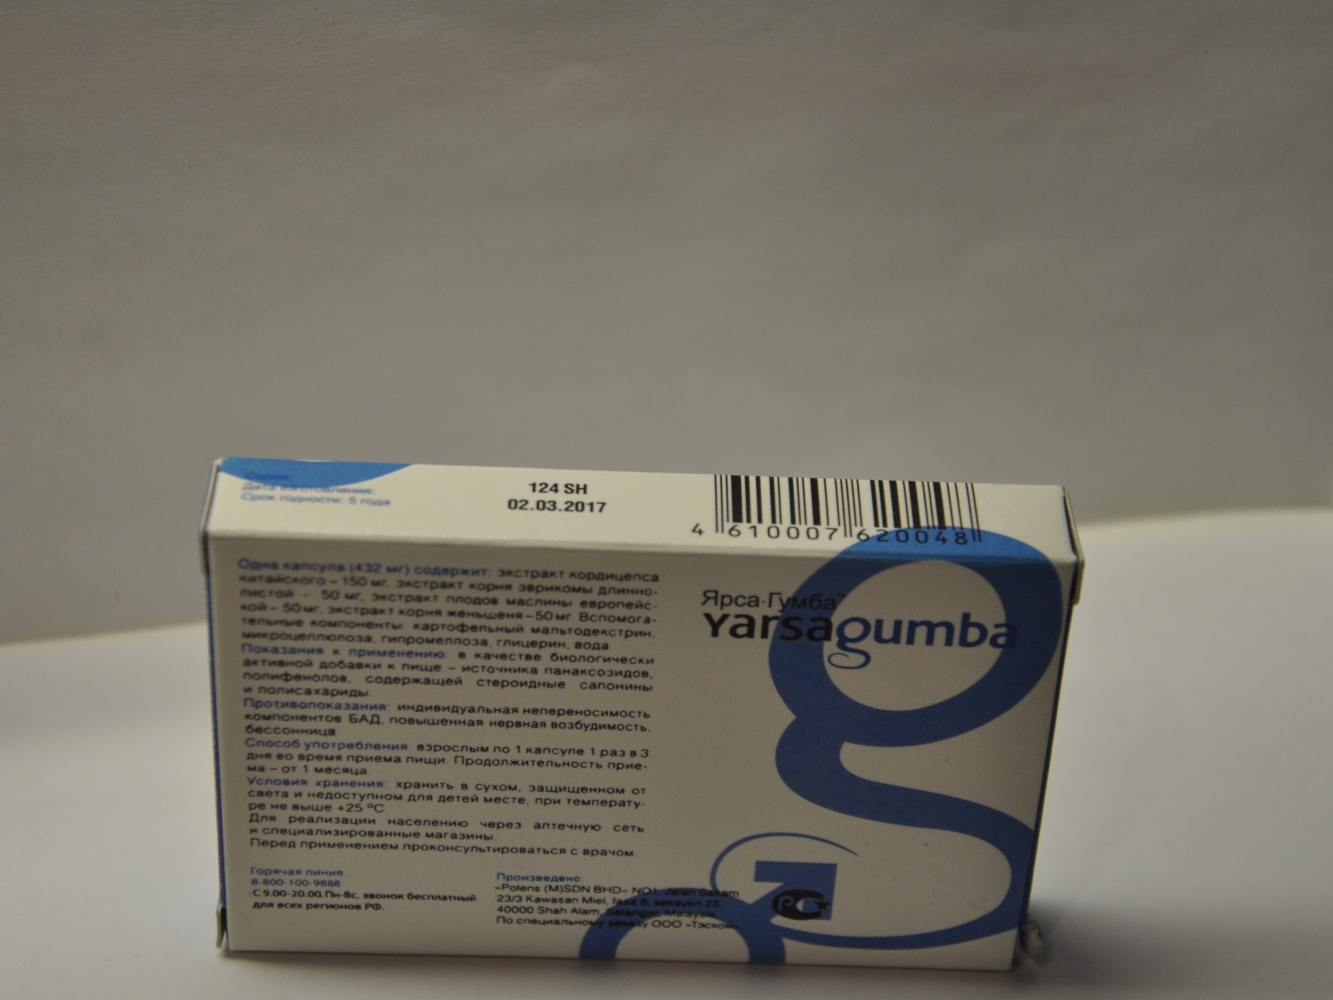 Серия:
Дата изготовления:
Срок годности: 5 года
124 SH
02.03.2017
4 610007 620048
Одна капсула (432 мг) содержит: экстракт кордицепса
китайского – 150 мг, экстракт корня эврикомы длинно-
листой – 50 мг, экстракт плодов маслины европейс-
кой – 50 мг, экстракт корня женьшеня – 50 мг. Вспомога-
тельные компоненты: картофельный мальтодекстрин,
микроцеллюлоза, гипромеллоза, глицерин, вода
Показания к применению: в качестве биологически
активной добавки к пище – источника панаксозидов,
полифенолов, содержащей стероидные сапонины
и полисахариды.
Противопоказания: индивидуальная непереносимость
компонентов БАД, повышенная нервная возбудимость,
бессонница
Способ употребления: взрослым по 1 капсуле 1 раз в 3
дня во время приема пищи. Продолжительность прие-
ма – от 1 месяца.
Условия хранения: хранить в сухом, защищенном от
света и недоступном для детей месте, при температу-
ре не выше +25 ºС
Для реализации населению через аптечную сеть
и специализированные магазины.
Перед применением проконсультироваться с врачом.
Горячая линия
8-800-100-9888
С 9.00-20.00, Пн-Вс, звонок бесплатный
для всех регионов РФ.
Произведено:
«Polens (M)SDN BHD» NO1, Jalan Saham
23/3 Kawasan Miel, fasa 8, seksyen 23,
40000 Shah Alam, Selangor, Malaysia.
По специальному заказу ООО «Тэском»
Ярса-Гумба™
Yarsagumba
РСТ